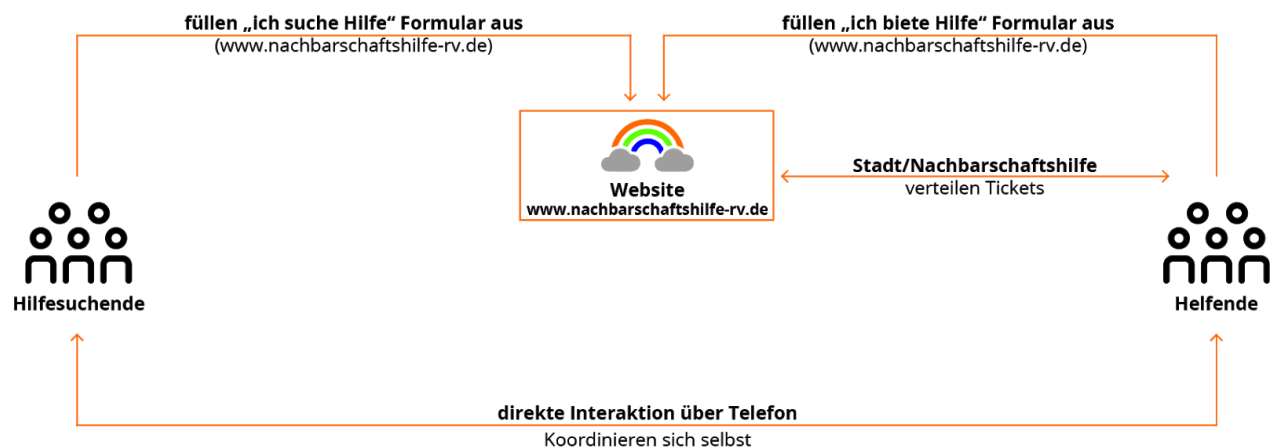 füllen „ich suche Hilfe“ Formular aus
(www.nachbarschaftshilfe-rv.de)
füllen „ich biete Hilfe“ Formular aus
(www.nachbarschaftshilfe-rv.de)
Website
www.nachbarschaftshilfe-rv.de
Stadt/Nachbarschaftshilfe
verteilen Tickets
Hilfesuchende
Helfende
direkte Interaktion über Telefon
Koordinieren sich selbst